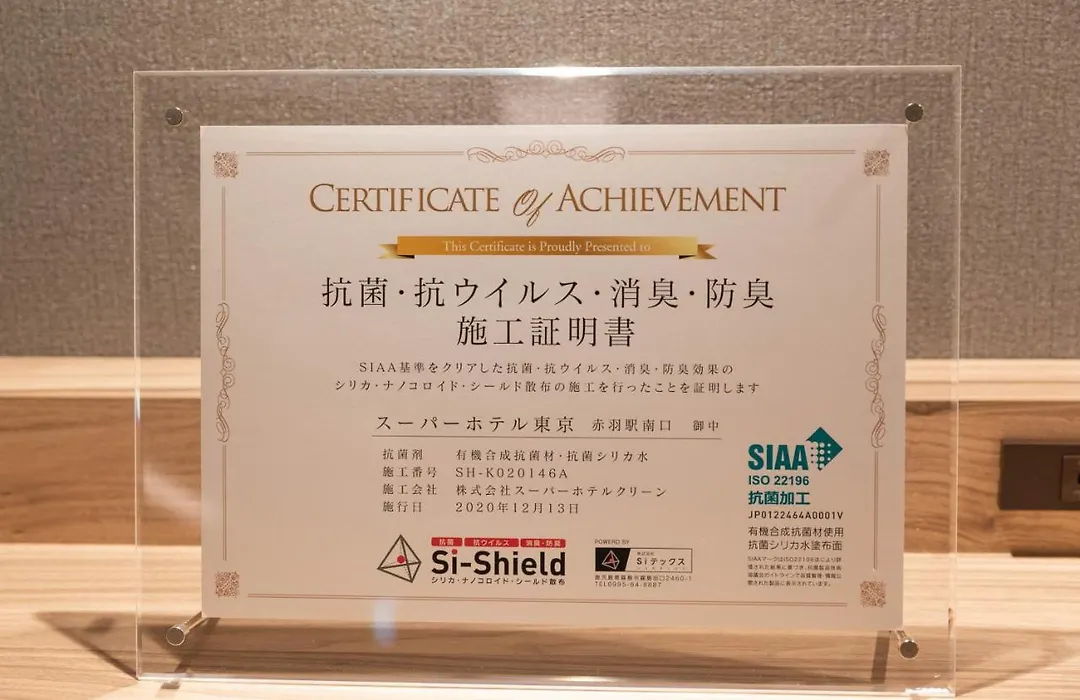 CERTIFICATE Of ACHIEVEMENT
This Certificate is Proudly Presented to
抗菌・抗ウイルス・消臭・防臭
施工証明書
SIAA基準をクリアした抗菌・抗ウイルス・消臭・防臭効果の
シリカ・ナノコロイド・シールド散布の施工を行ったことを証明します
スーパーホテル東京 赤羽駅南口 御中
抗菌剤 有機合成抗菌材・抗菌シリカ水
施工番号 SH-K020146A
施工会社 株式会社スーパーホテルクリーン
施行日 2020年12月13日
抗菌 抗ウイルス 消臭・防臭
Si-Shield
シリカ・ナノコロイド・シールド散布
POWERD BY
株式会社
Siテックス
TEL0995-64-8887
SIAA
ISO 22196
抗菌加工
JP0122464A0001V
有機合成抗菌材使用
抗菌シリカ水塗布面